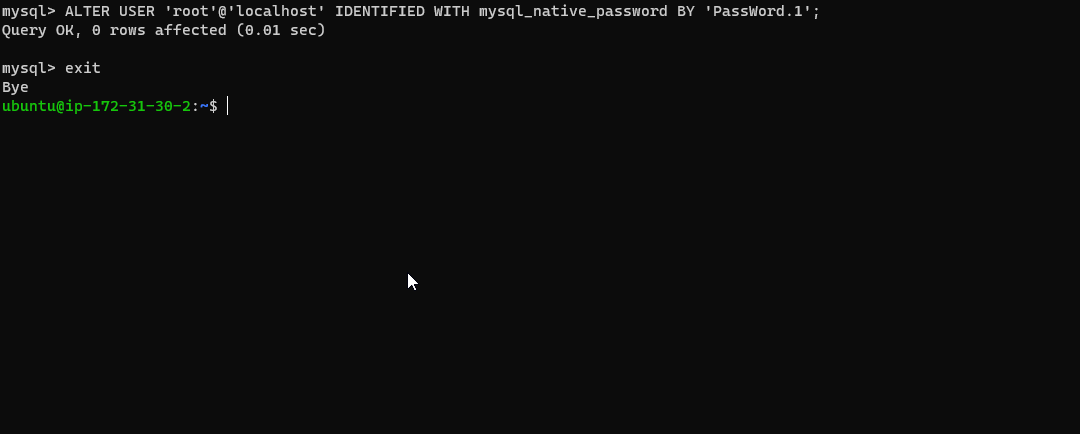 mysql> ALTER USER 'root'@'localhost' IDENTIFIED WITH mysql_native_password BY 'PassWord.1';
Query OK, 0 rows affected (0.01 sec)
mysql> exit
Bye
ubuntu@ip-172-31-30-2:~$